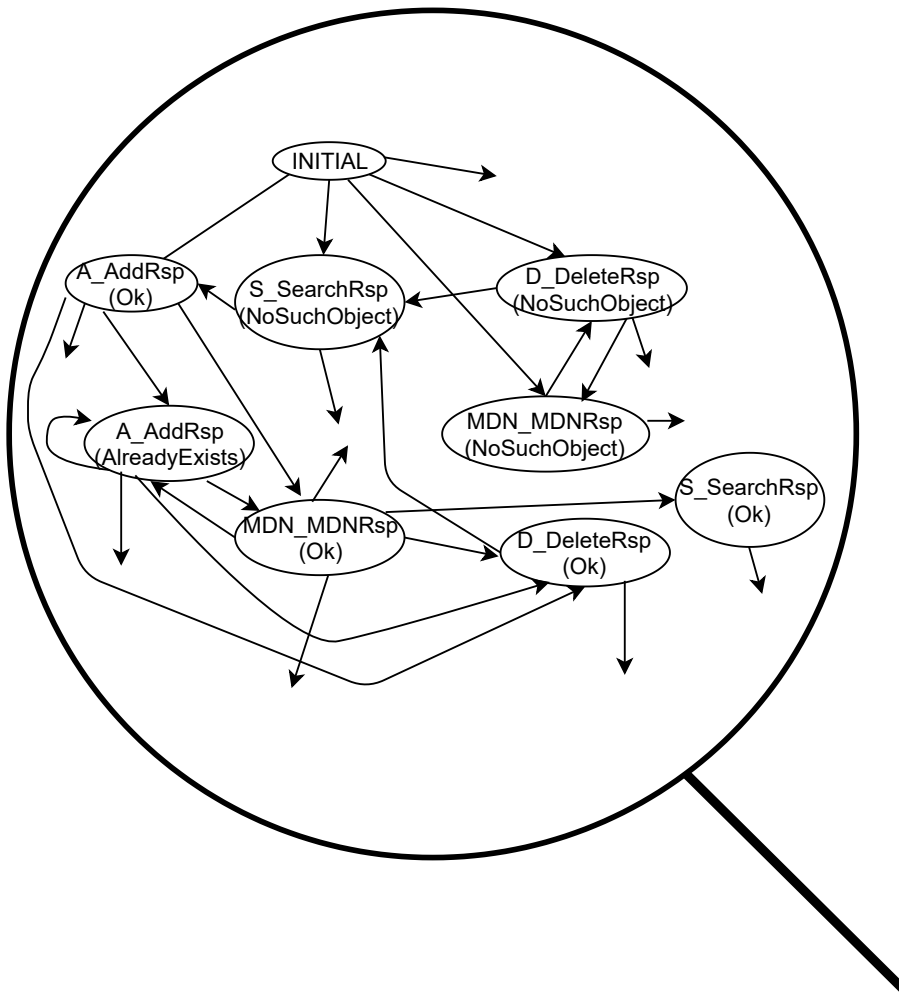 INITIAL
A_AddRsp
(Ok)
S_SearchRsp
(NoSuchObject)
D_DeleteRsp
(NoSuchObject)
A_AddRsp
(AlreadyExists)
MDN_MDNRsp
(NoSuchObject)
S_SearchRsp
(Ok)
MDN_MDNRsp
(Ok)
D_DeleteRsp
(Ok)